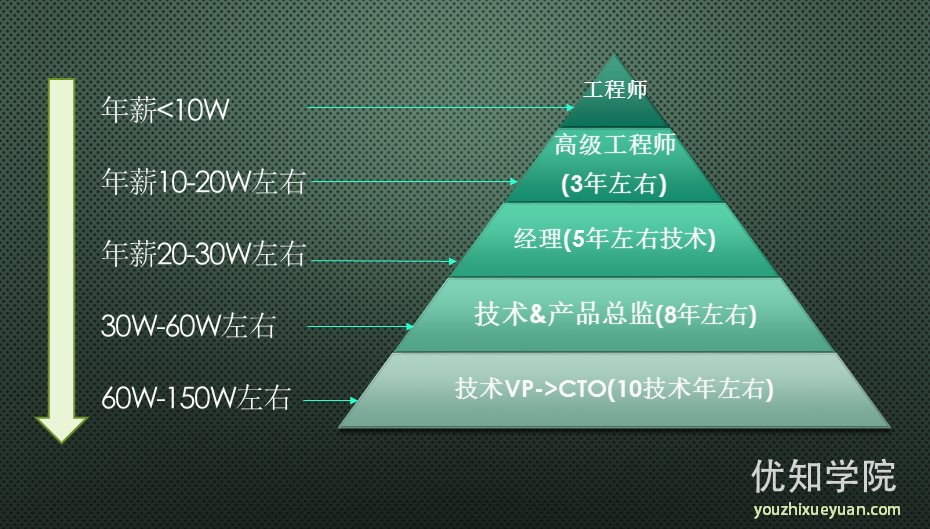 年薪<10W
工程师
年薪10-20W左右
高级工程师
(3年左右)
年薪20-30W左右
经理(5年左右技术)
30W-60W左右
技术&产品总监(8年左右)
60W-150W左右
技术VP->CTO(10技术年左右)
优知学院
youzhixueyuan.com